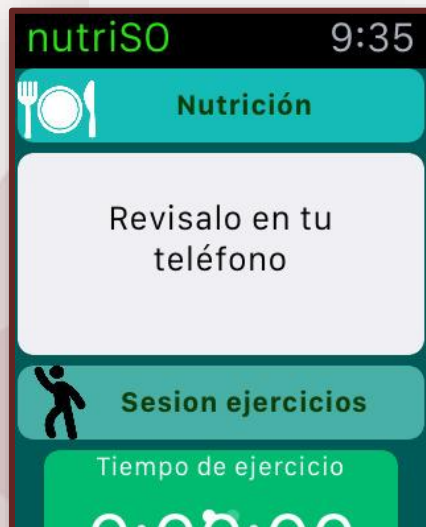 nutriSO 9:35
Nutrición
Revisalo en tu
teléfono
Sesion ejercicios
Tiempo de ejercicio